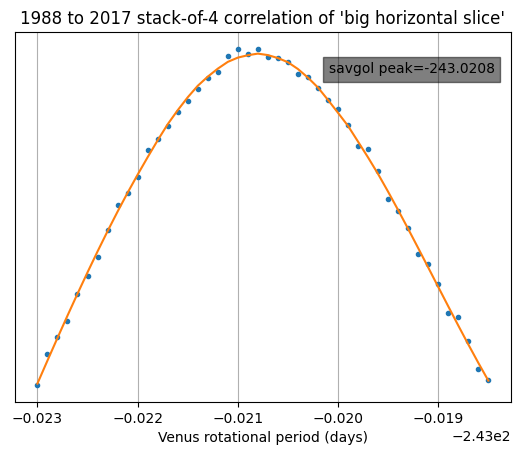 1988 to 2017 stack-of-4 correlation of 'big horizontal slice'
savgol peak=-243.0208
−0.023 −0.022 −0.021 −0.020 −0.019
Venus rotational period (days)
−2.43e2